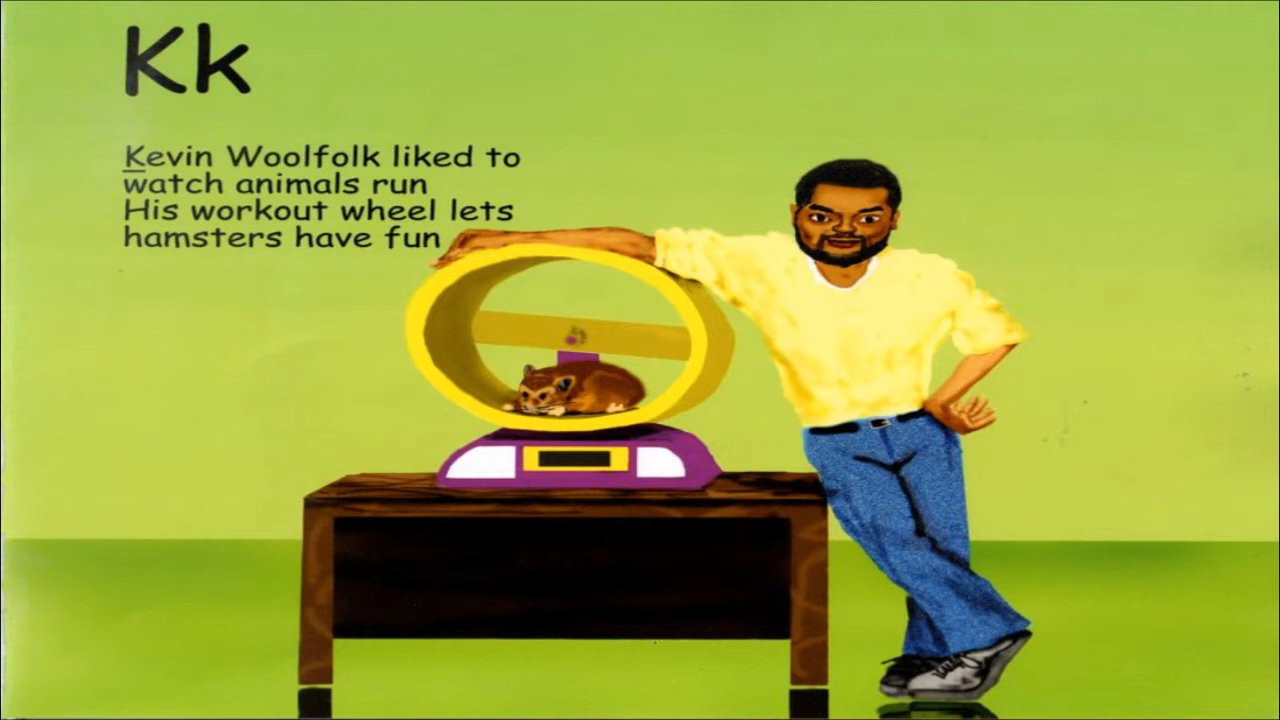 Kk
Kevin Woolfolk liked to
watch animals run
His workout wheel lets
hamsters have fun